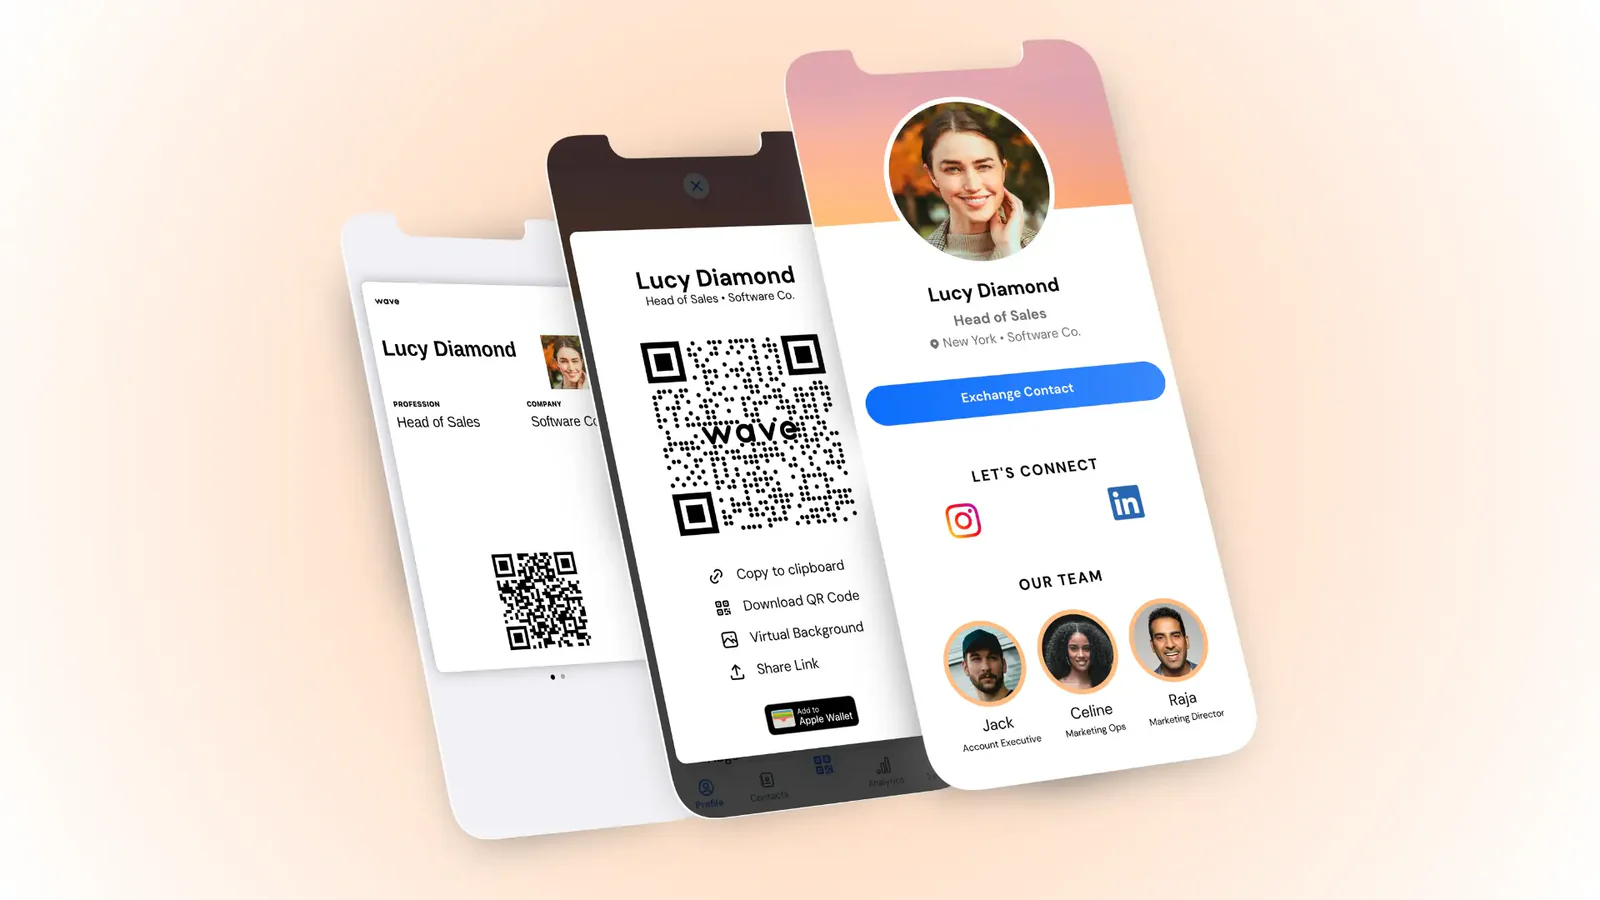 wave
Lucy Diamond
PROFESSION
COMPANY
Head of Sales
Software
Lucy Diamond
Head of Sales • Software Co.
wave
Copy to clipboard
Download QR Code
Virtual Background
Share Link
Add to
Apple Wallet
Profile
Contacts
Analytics
Lucy Diamond
Head of Sales
New York • Software Co.
Exchange Contact
LET'S CONNECT
in
OUR TEAM
Jack
Account Executive
Celine
Marketing Ops
Raja
Marketing Director